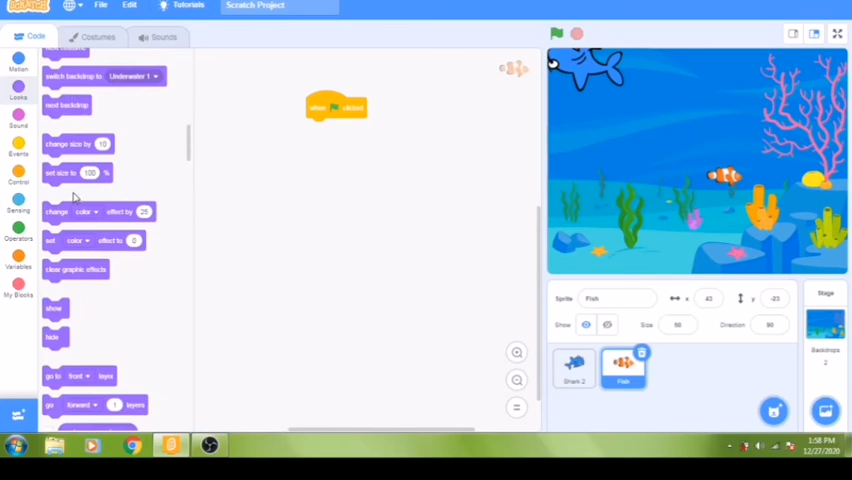 SCRATCH
File
Edit
Tutorials
Scratch Project
Code
Costumes
Sounds
Motion
Looks
Sound
Events
Control
Sensing
Operators
Variables
My Blocks
next costume
switch backdrop to Underwater 1
next backdrop
change size by 10
set size to 100 %
change color effect by 25
set color effect to 0
clear graphic effects
show
hide
go to front layer
go forward 1 layers
when clicked
Sprite
Fish
x
43
y
-23
Show
Size
50
Direction
90
Shark 2
Fish
Stage
Backdrops
2
1:58 PM
12/27/2020